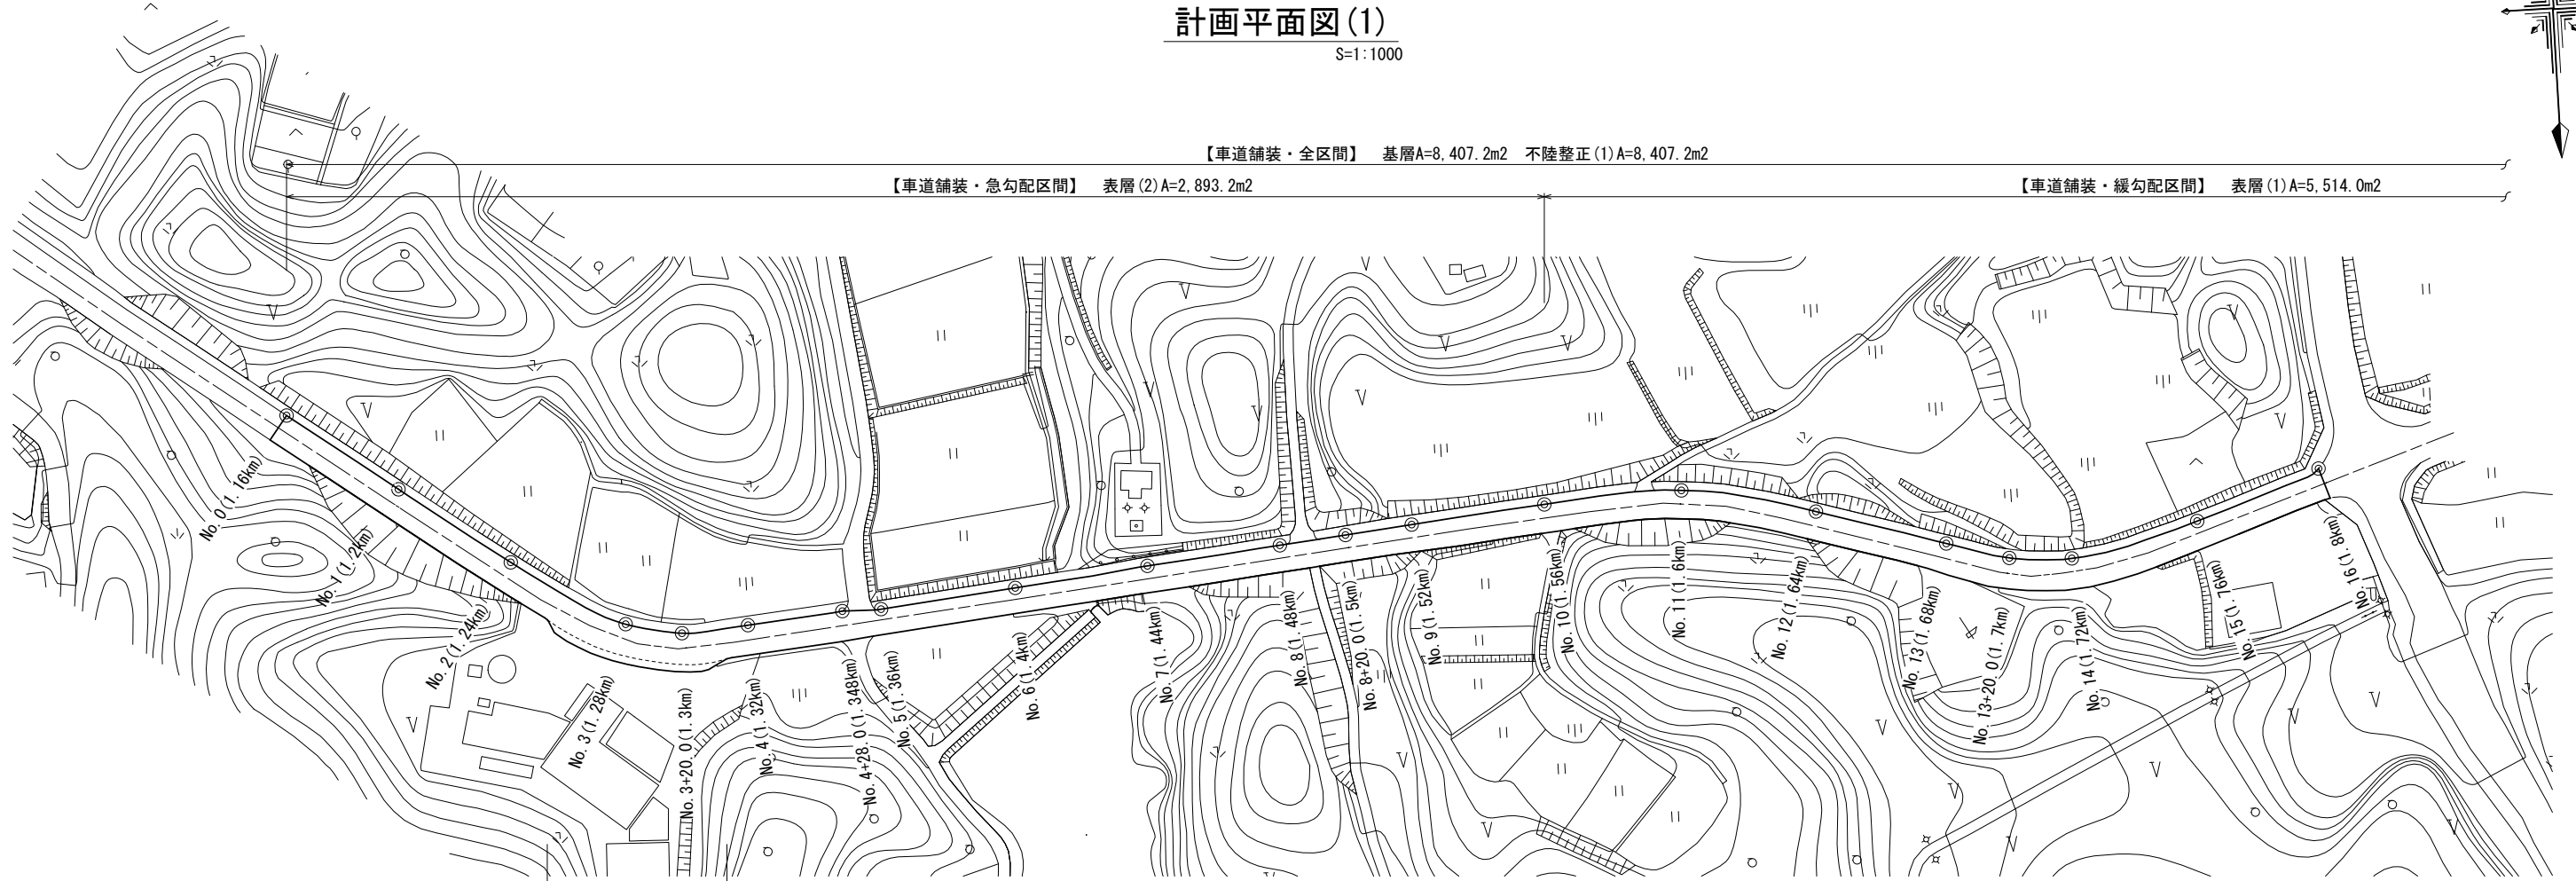 計画平面図(1)
S=1:1000
【車道舗装・全区間】 基層A=8,407.2m2 不陸整正(1)A=8,407.2m2
【車道舗装・急勾配区間】 表層(2)A=2,893.2m2
【車道舗装・緩勾配区間】 表層(1)A=5,514.0m2
No.0(1.16km)
No.1(1.2km)
No.2(1.24km)
No.3(1.28km)
No.3+20.0(1.3km)
No.4(1.32km)
No.4+28.0(1.348km)
No.5(1.36km)
No.6(1.4km)
No.7(1.44km)
No.8(1.48km)
No.8+20.0(1.5km)
No.9(1.52km)
No.10(1.56km)
No.11(1.6km)
No.12(1.64km)
No.13(1.68km)
No.13+20.0(1.7km)
No.14(1.72km)
No.15(1.76km)
No.16(1.8km)